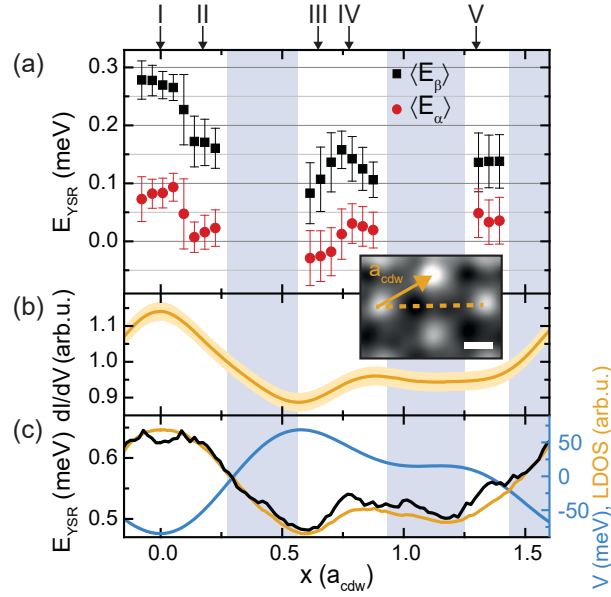 I II III IV V
(a)
0.3
0.2
0.1
0.0
E_YSR (meV)
⟨E_β⟩
⟨E_α⟩
a_cdw
(b)
1.1
1.0
0.9
dI/dV (arb.u.)
(c)
0.6
0.5
E_YSR (meV)
50
0
-50
V (meV), LDOS (arb.u.)
0.0 0.5 1.0 1.5
x (a_cdw)